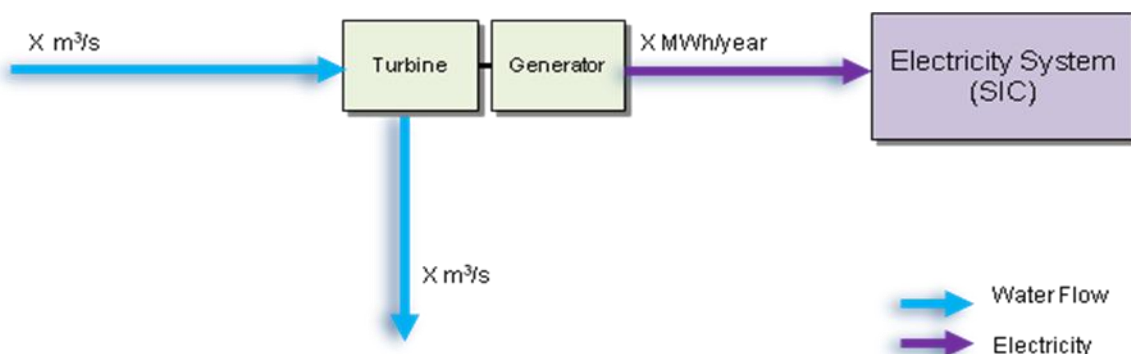 X m³/s
Turbine
Generator
X MWh/year
Electricity System
(SIC)
X m³/s
Water Flow
Electricity